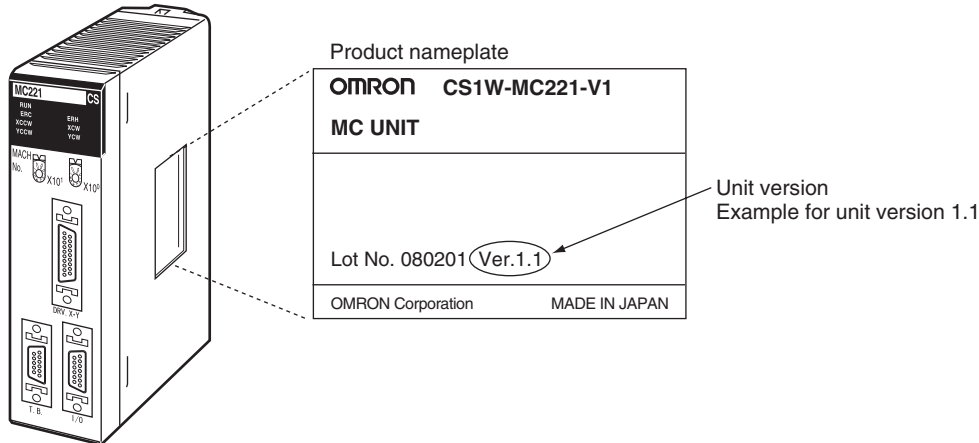 Product nameplate
OMRON CS1W-MC221-V1
MC UNIT
Unit version
Example for unit version 1.1
Lot No. 080201 Ver.1.1
OMRON Corporation MADE IN JAPAN
MC221 CS
RUN
ERC ERH
XCCW XCW
YCCW YCW
MACH
No.
X10¹ X10⁰
DRV. X-Y
T. B. I/O